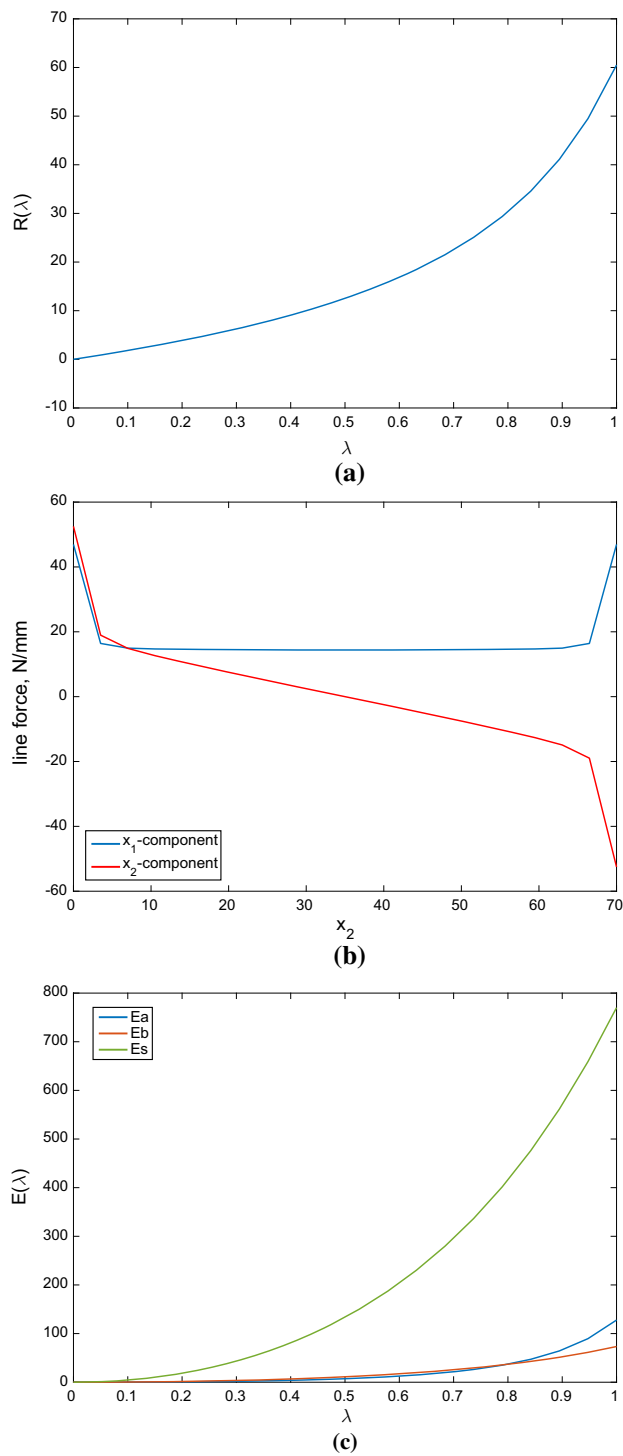 70
60
50
40
30
20
10
0
-10
R(λ)
0 0.1 0.2 0.3 0.4 0.5 0.6 0.7 0.8 0.9 1
λ
(a)
60
40
20
0
-20
-40
-60
line force, N/mm
x₁-component
x₂-component
0 10 20 30 40 50 60 70
x₂
(b)
800
700
600
500
400
300
200
100
0
E(λ)
Ea
Eb
Es
0 0.1 0.2 0.3 0.4 0.5 0.6 0.7 0.8 0.9 1
λ
(c)